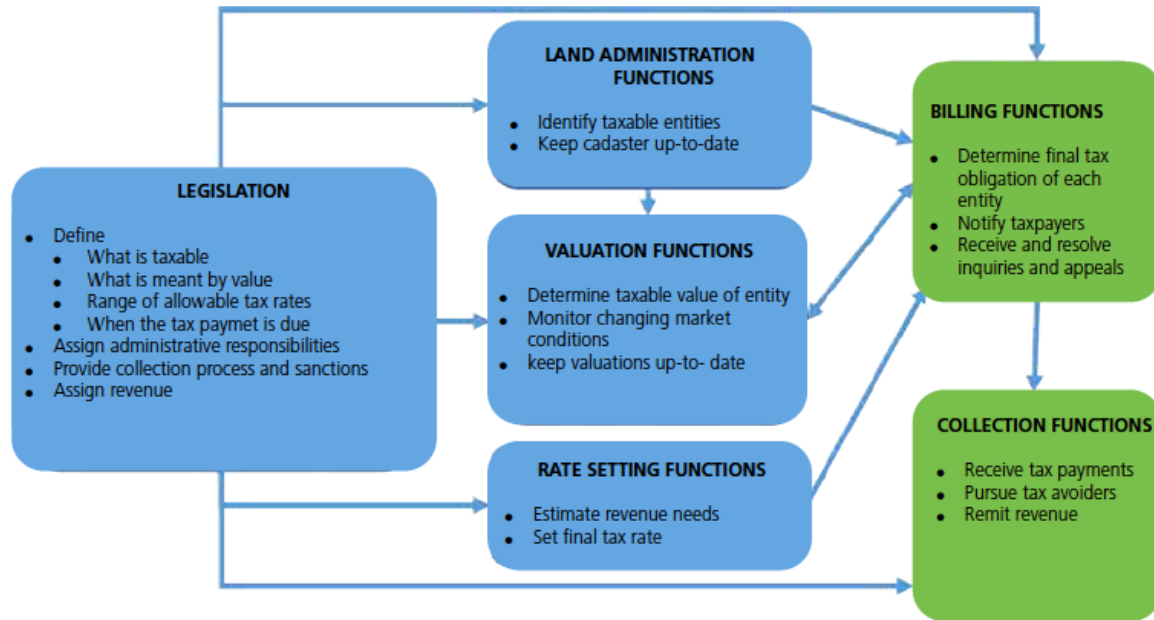 LAND ADMINISTRATION
FUNCTIONS
• Identify taxable entities
• Keep cadaster up-to-date
LEGISLATION
• Define
• What is taxable
• What is meant by value
• Range of allowable tax rates
• When the tax paymet is due
• Assign administrative responsibilities
• Provide collection process and sanctions
• Assign revenue
VALUATION FUNCTIONS
• Determine taxable value of entity
• Monitor changing market
conditions
• keep valuations up-to- date
RATE SETTING FUNCTIONS
• Estimate revenue needs
• Set final tax rate
BILLING FUNCTIONS
• Determine final tax
obligation of each
entity
• Notify taxpayers
• Receive and resolve
inquiries and appeals
COLLECTION FUNCTIONS
• Receive tax payments
• Pursue tax avoiders
• Remit revenue